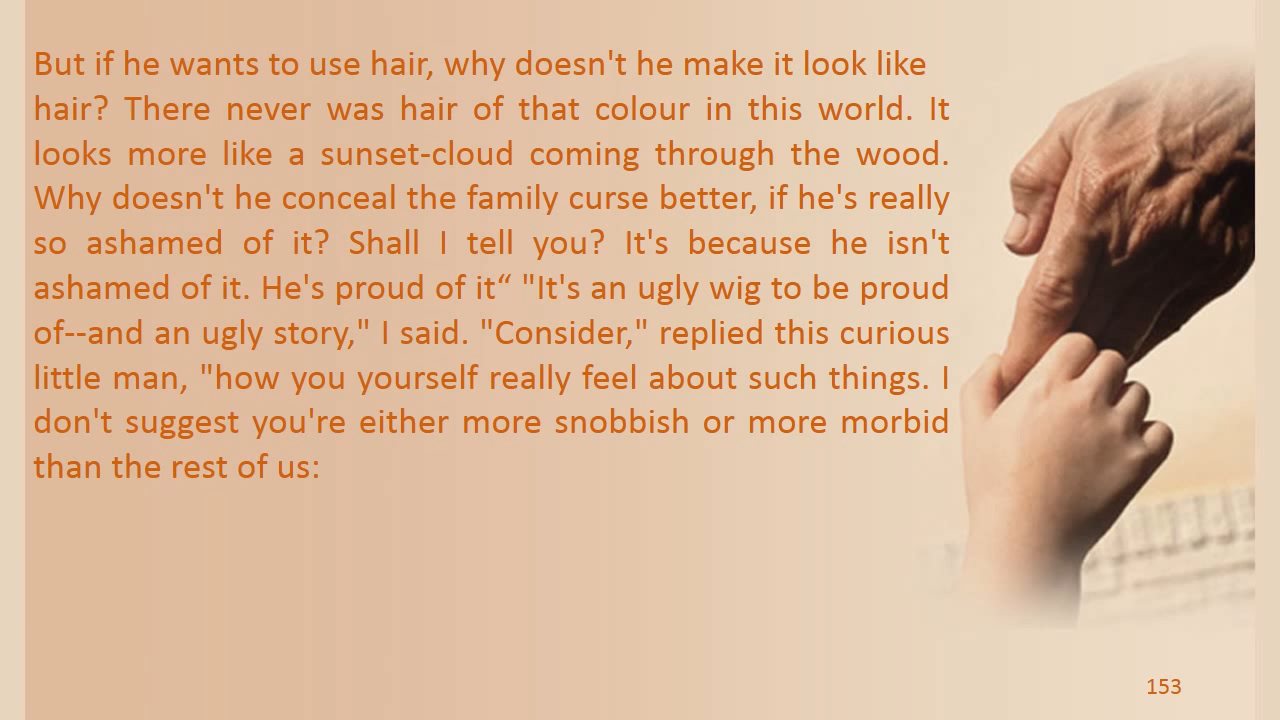 But if he wants to use hair, why doesn't he make it look like
hair? There never was hair of that colour in this world. It
looks more like a sunset-cloud coming through the wood.
Why doesn't he conceal the family curse better, if he's really
so ashamed of it? Shall I tell you? It's because he isn't
ashamed of it. He's proud of it“ "It's an ugly wig to be proud
of--and an ugly story," I said. "Consider," replied this curious
little man, "how you yourself really feel about such things. I
don't suggest you're either more snobbish or more morbid
than the rest of us:
153